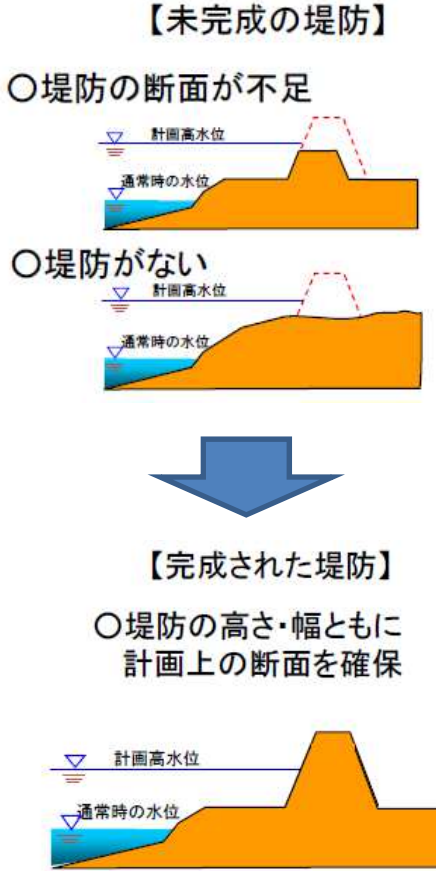 【未完成の堤防】
〇堤防の断面が不足
計画高水位
通常時の水位
〇堤防がない
計画高水位
通常時の水位
【完成された堤防】
〇堤防の高さ・幅ともに
計画上の断面を確保
計画高水位
通常時の水位